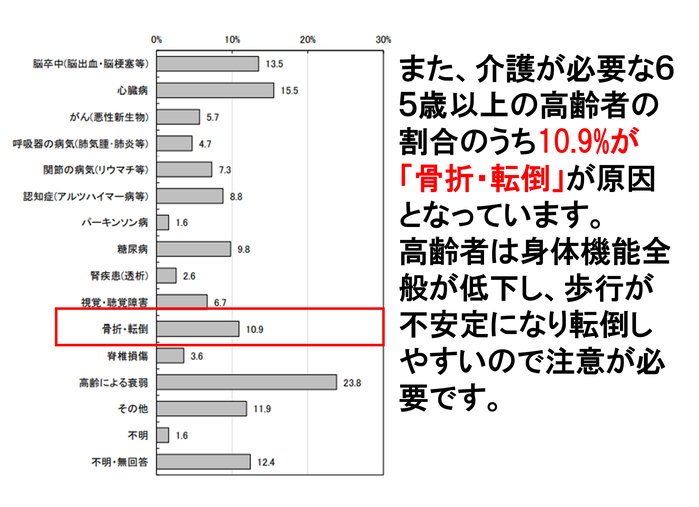 0% 10% 20% 30%
脳卒中(脳出血・脳梗塞等) 13.5
心臓病 15.5
がん(悪性新生物) 5.7
呼吸器の病気(肺気腫・肺炎等) 4.7
関節の病気(リウマチ等) 7.3
認知症(アルツハイマー病等) 8.8
パーキンソン病 1.6
糖尿病 9.8
腎疾患(透析) 2.6
視覚・聴覚障害 6.7
骨折・転倒 10.9
脊椎損傷 3.6
高齢による衰弱 23.8
その他 11.9
不明 1.6
不明・無回答 12.4
また、介護が必要な６
５歳以上の高齢者の
割合のうち10.9%が
「骨折・転倒」が原因
となっています。
高齢者は身体機能全
般が低下し、歩行が
不安定になり転倒し
やすいので注意が必
要です。